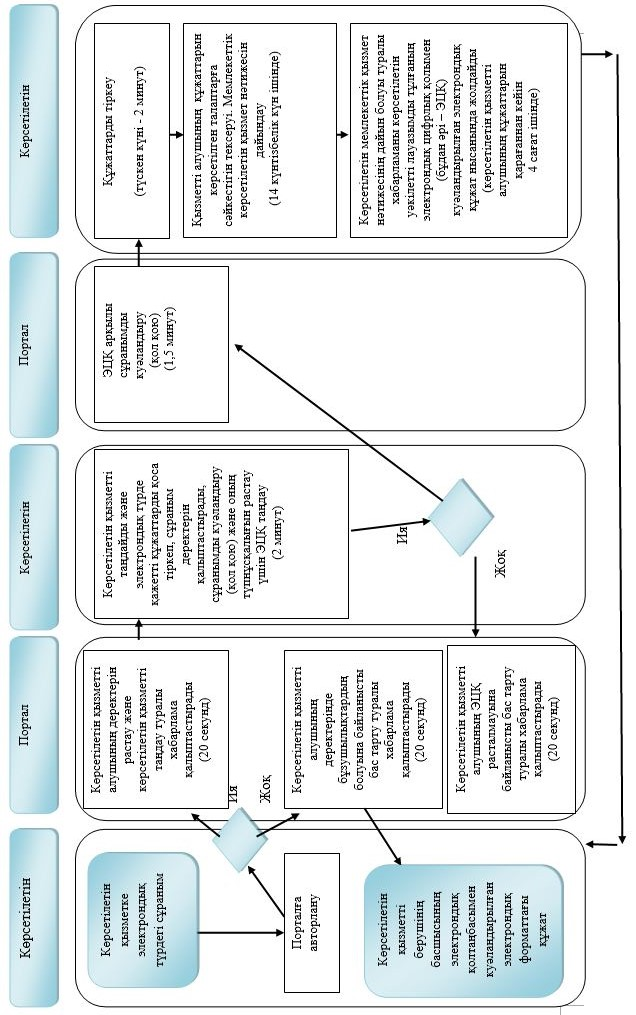 Көрсетілетін
Портал
Көрсетілетін
Портал
Көрсетілетін
Көрсетілетін
қызметке
электрондық
түрдегі сұраным
Порталға
авторлану
Көрсетілетін
қызметті
берушінің
басшысының
электрондық
қолтаңбасымен
куәландырылған
электрондық
форматтағы
құжат
Ия
Жоқ
Көрсетілетін қызметті
алушының деректерін
растау және
көрсетілетін қызметті
таңдау туралы
хабарлама
қалыптастырады
(20 секунд)
Көрсетілетін қызметті
алушының
деректерінде
бұзушылықтардың
болуына байланысты
бас тарту туралы
хабарлама
қалыптастырады
(20 секунд)
Көрсетілетін қызметті
алушының ЭЦҚ
расталмауына
байланысты бас тарту
туралы хабарлама
қалыптастырады
(20 секунд)
Көрсетілетін қызметті
таңдайды және
электрондық түрде
қажетті құжаттарды қоса
тіркеп, сұраным
деректерін
қалыптастырады,
сұранымды куәландыру
(қол қою) және оның
түпнұсқалығын растау
үшін ЭЦҚ таңдау
(2 минут)
Ия
Жоқ
ЭЦҚ арқылы
сұранымды
куәландыру
(қол қою)
(1,5 минут)
Құжаттарды тіркеу
(түскен күні - 2 минут)
Қызметті алушының құжаттарын
көрсетілген талаптарға
сәйкестігін тексеруі. Мемлекеттік
көрсетілетін қызмет нәтижесін
дайындау
(14 күнтізбелік күн ішінде)
Көрсетілетін мемлекеттік қызмет
нәтижесінің дайын болуы туралы
хабарламаны көрсетілетін
уәкілетті лауазымды тұлғаның
электрондық цифрлық қолымен
(бұдан әрі – ЭЦҚ)
куәландырылған электрондық
құжат нысанында жолдайды
(көрсетілетін қызметті
алушының құжаттарын
қарағаннан кейін
4 сағат ішінде)